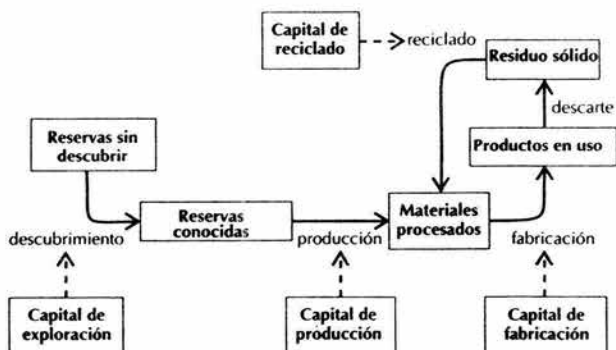 Capital de
reciclado
reciclado
Residuo sólido
descarte
Reservas sin
descubrir
Productos en uso
Reservas
conocidas
Materiales
procesados
descubrimiento
producción
fabricación
Capital de
exploración
Capital de
producción
Capital de
fabricación